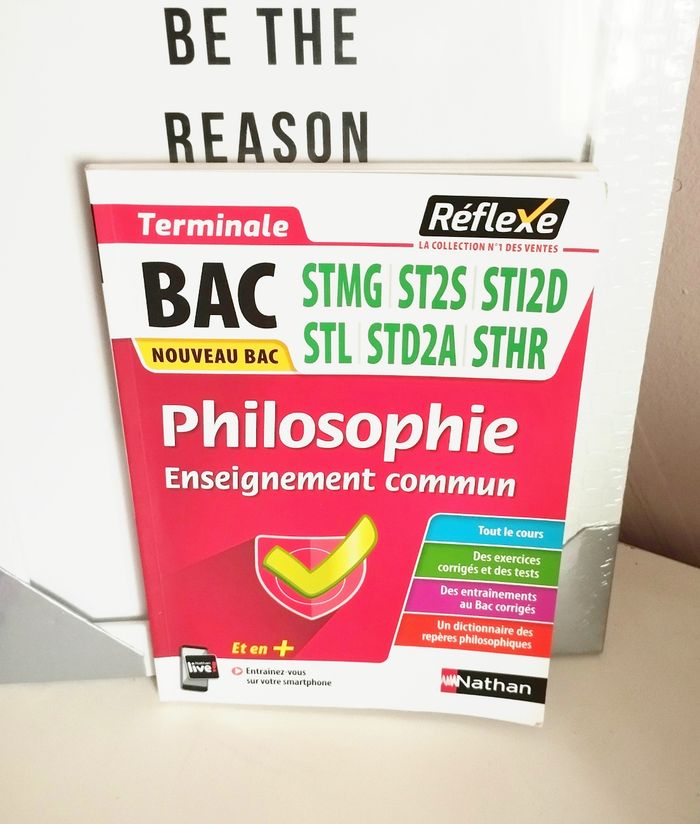 BE THE
REASON
Terminale
Réflexe
LA COLLECTION N°1 DES VENTES
BAC
NOUVEAU BAC
STMG | ST2S | STI2D
STL | STD2A | STHR
Philosophie
Enseignement commun
Tout le cours
Des exercices
corrigés et des tests
Des entraînements
au Bac corrigés
Un dictionnaire des
repères philosophiques
Et en +
Nathan
live!
Entraînez-vous
sur votre smartphone
Nathan